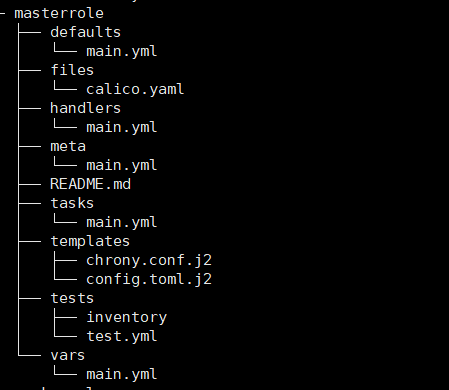 masterrole
├── defaults
│   └── main.yml
├── files
│   └── calico.yaml
├── handlers
│   └── main.yml
├── meta
│   └── main.yml
├── README.md
├── tasks
│   └── main.yml
├── templates
│   ├── chrony.conf.j2
│   └── config.toml.j2
├── tests
│   ├── inventory
│   └── test.yml
└── vars
    └── main.yml